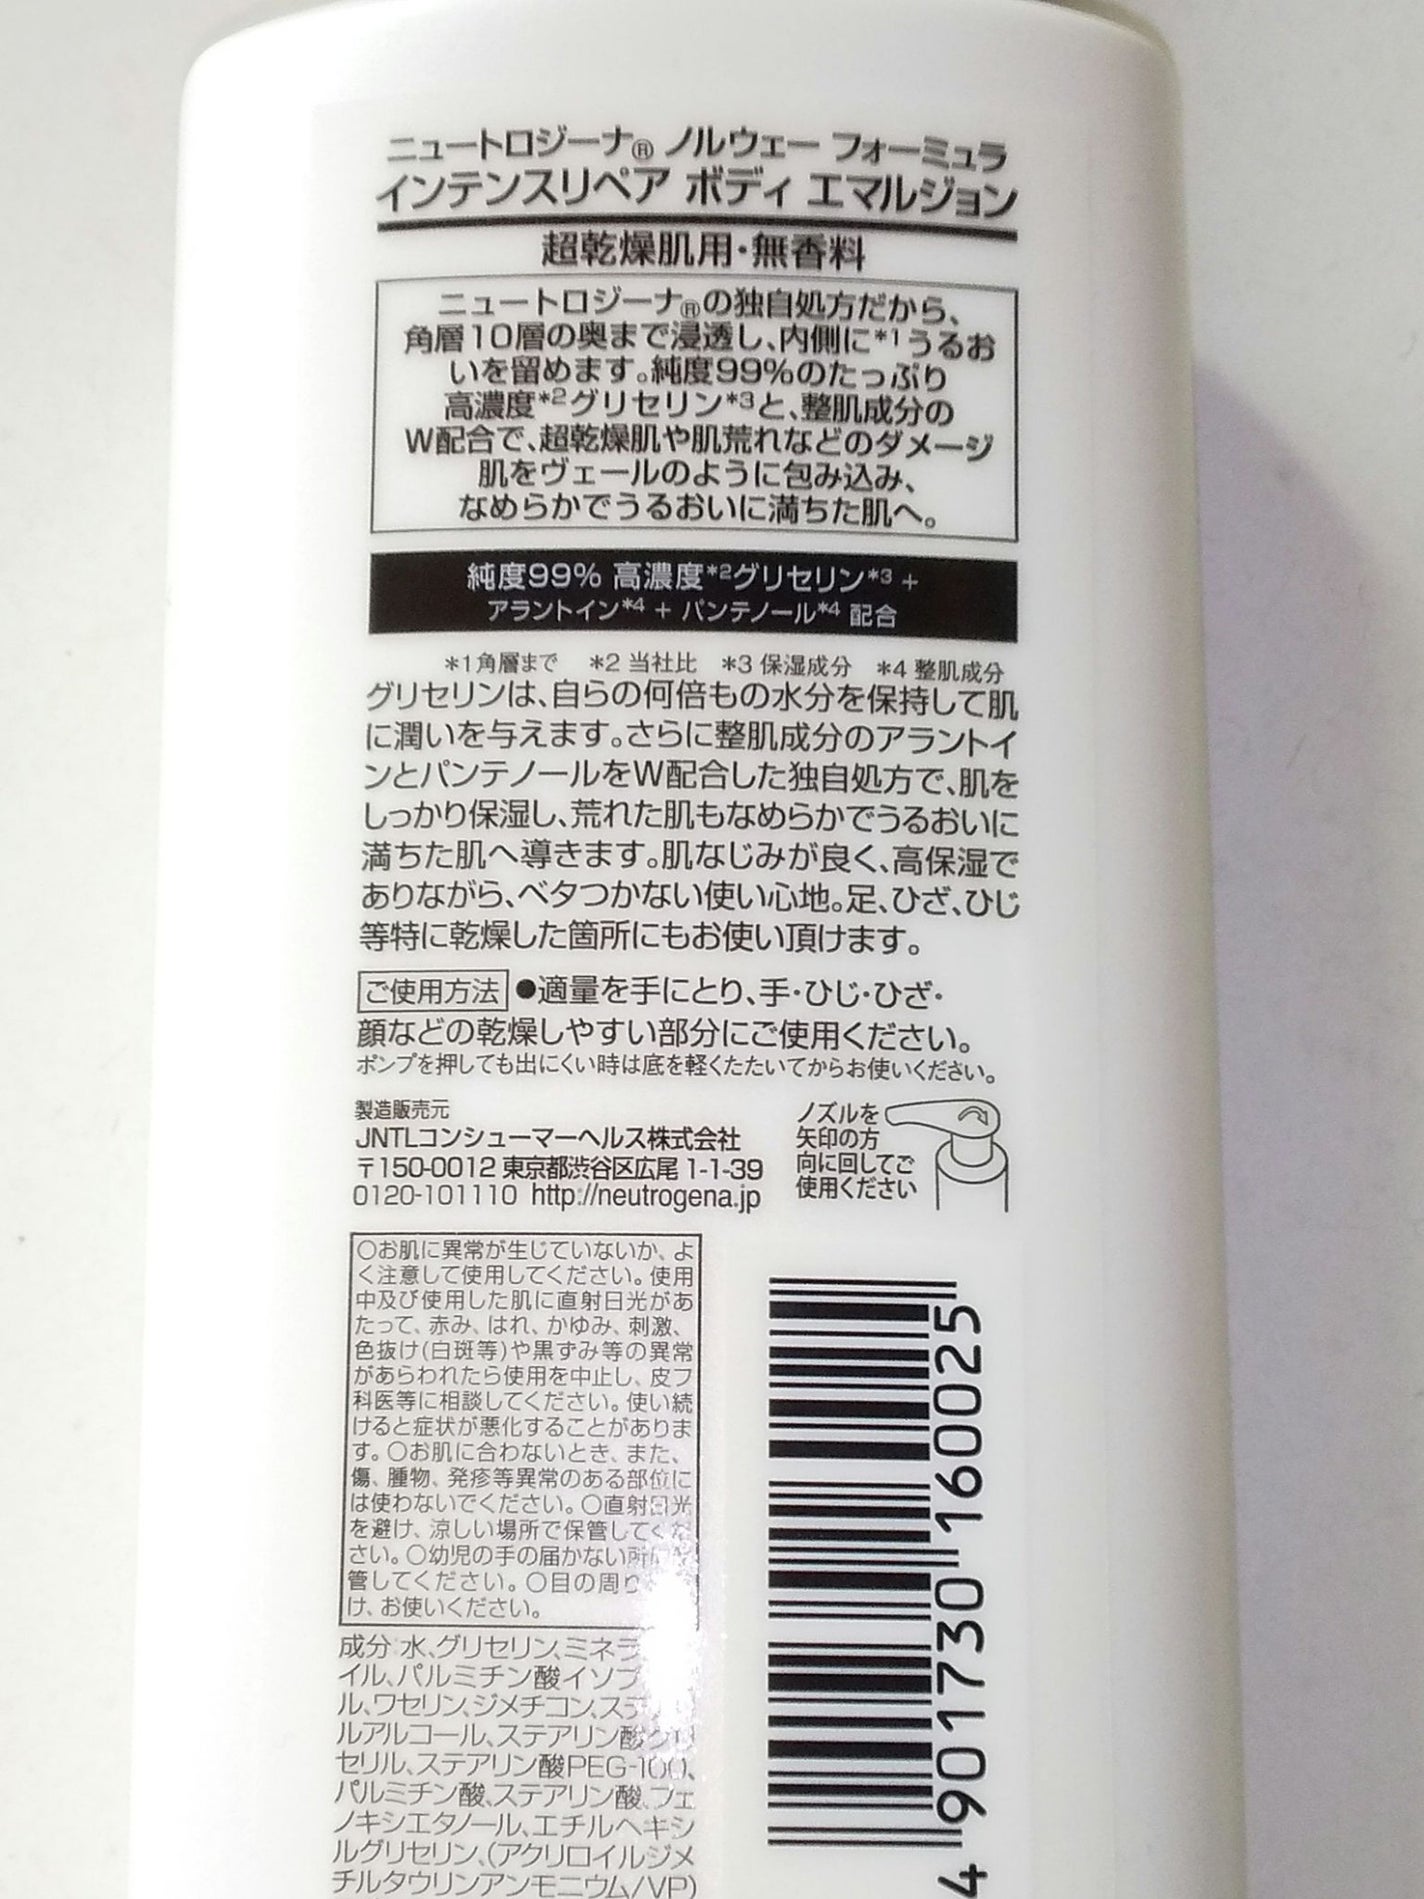 ニュートロジーナ® ノルウェー フォーミュラ
インテンスリペア ボディ エマルジョン
超乾燥肌用・無香料
ニュートロジーナ®の独自処方だから、
角層10層の奥まで浸透し、内側に*1うるお
いを留めます。純度99%のたっぷり
高濃度*2グリセリン*3と、整肌成分の
W配合で、超乾燥肌や肌荒れなどのダメージ
肌をヴェールのように包み込み、
なめらかでうるおいに満ちた肌へ。
純度99% 高濃度*2グリセリン*3 +
アラントイン*4 + パンテノール*4 配合
*1角層まで *2 当社比 *3 保湿成分 *4 整肌成分
グリセリンは、自らの何倍もの水分を保持して肌
に潤いを与えます。さらに整肌成分のアラントイ
ンとパンテノールをW配合した独自処方で、肌を
しっかり保湿し、荒れた肌もなめらかでうるおいに
満ちた肌へ導きます。肌なじみが良く、高保湿で
ありながら、ベタつかない使い心地。足、ひざ、ひじ
等特に乾燥した箇所にもお使い頂けます。
ご使用方法 ●適量を手にとり、手・ひじ・ひざ・
顔などの乾燥しやすい部分にご使用ください。
ポンプを押しても出にくい時は底を軽くたたいてからお使いください。
製造販売元
JNTLコンシューマーヘルス株式会社
〒150-0012 東京都渋谷区広尾 1-1-39
0120-101110 http://neutrogena.jp
ノズルを
矢印の方
向に回してご
使用ください
○お肌に異常が生じていないか、よ
く注意して使用してください。使用
中及び使用した肌に直射日光があ
たって、赤み、はれ、かゆみ、刺激、
色抜け(白斑等)や黒ずみ等の異常
があらわれたら使用を中止し、皮フ
科医等に相談してください。使い続
けると症状が悪化することがありま
す。○お肌に合わないとき、また、
傷、腫物、発疹等異常のある部位に
は使わないでください。○直射日光
を避け、涼しい場所で保管してくだ
さい。○幼児の手の届かない所に
管してください。○目の周り
け、お使いください。
成分:水、グリセリン、ミネラ
イル、パルミチン酸イソプ
ル、ワセリン、ジメチコン、ステ
ルアルコール、ステアリン酸グリ
セリル、ステアリン酸PEG-100、
パルミチン酸、ステアリン酸、フェ
ノキシエタノール、エチルヘキシ
ルグリセリン、(アクリロイルジメ
チルタウリンアンモニウム/VP)
4 901730 160025